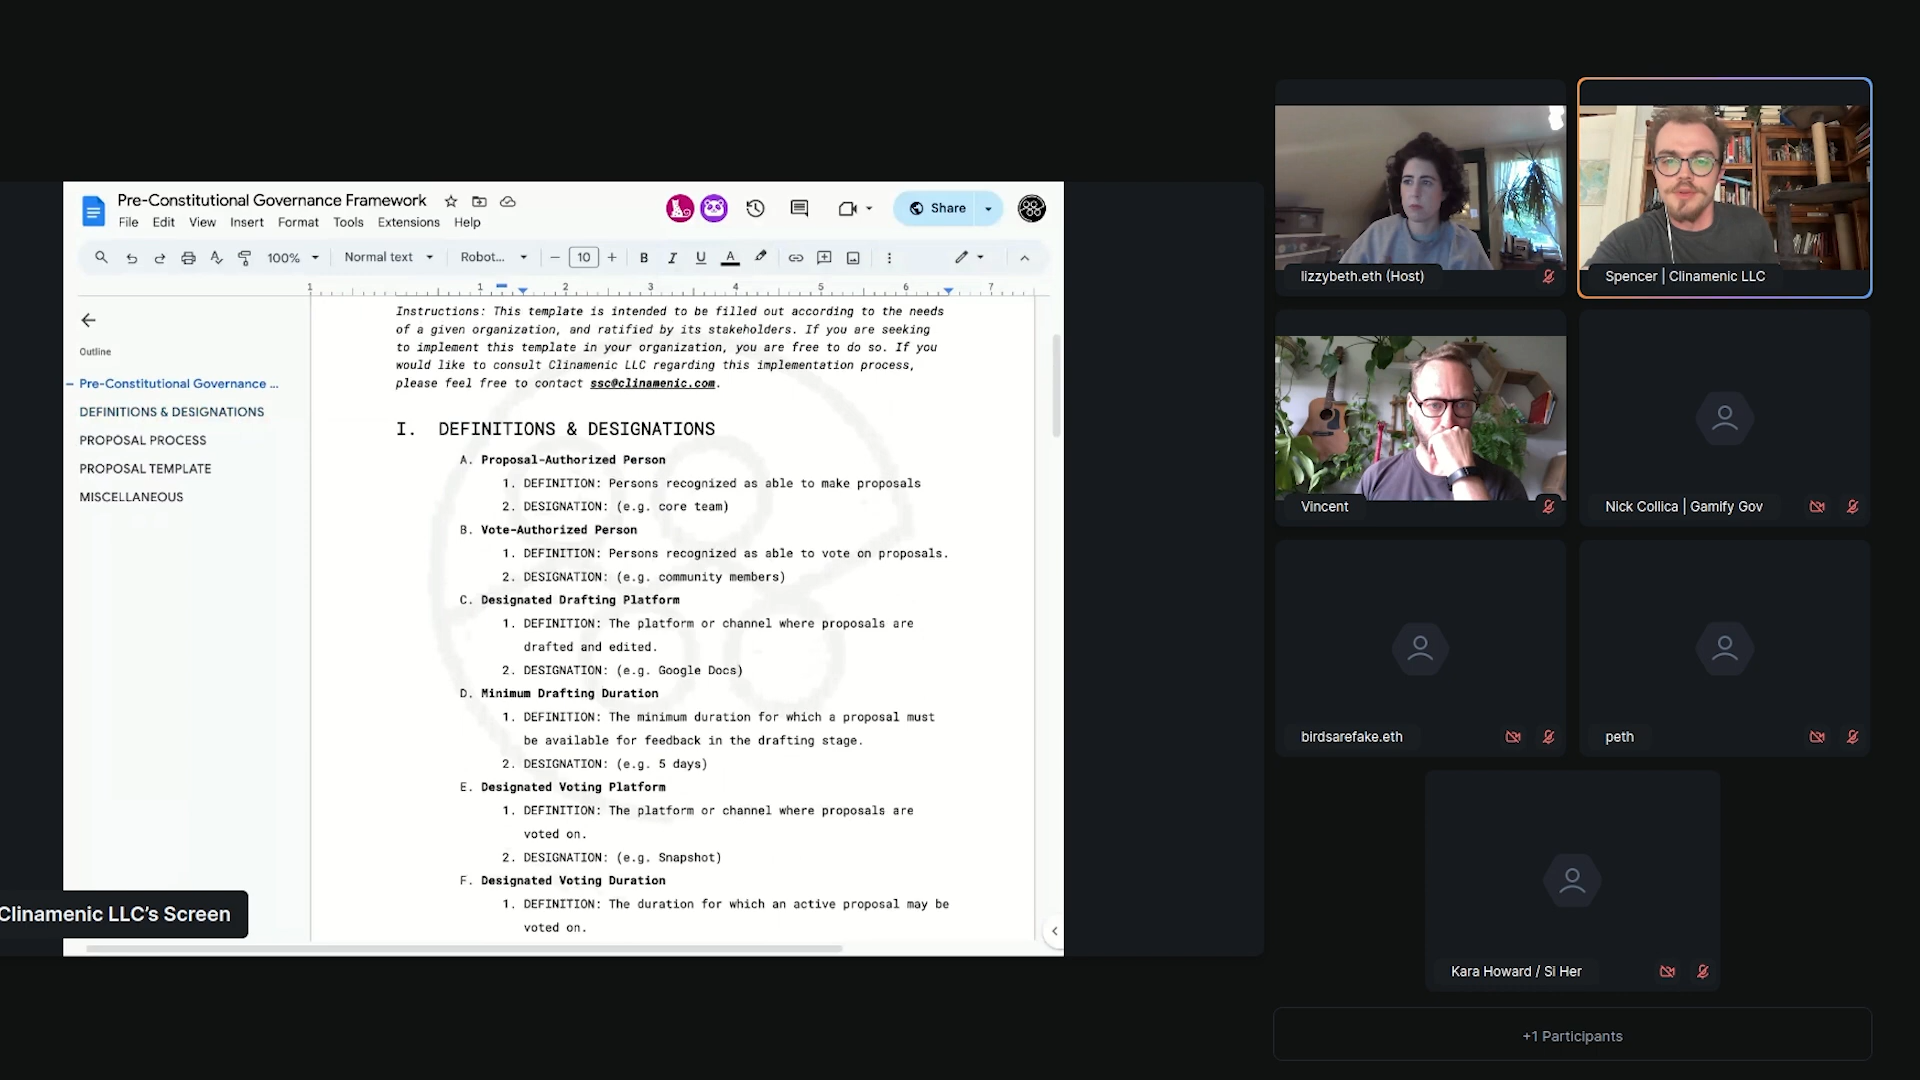 Pre-Constitutional Governance Framework
File Edit View Insert Format Tools Extensions Help
Share
100% Normal text Robot... 10 B I U A
1 1 2 3 4 5 6 7
Outline
Pre-Constitutional Governance ...
DEFINITIONS & DESIGNATIONS
PROPOSAL PROCESS
PROPOSAL TEMPLATE
MISCELLANEOUS
Instructions: This template is intended to be filled out according to the needs
of a given organization, and ratified by its stakeholders. If you are seeking
to implement this template in your organization, you are free to do so. If you
would like to consult Clinamenic LLC regarding this implementation process,
please feel free to contact ssc@clinamenic.com.
I. DEFINITIONS & DESIGNATIONS
A. Proposal-Authorized Person
1. DEFINITION: Persons recognized as able to make proposals
2. DESIGNATION: (e.g. core team)
B. Vote-Authorized Person
1. DEFINITION: Persons recognized as able to vote on proposals.
2. DESIGNATION: (e.g. community members)
C. Designated Drafting Platform
1. DEFINITION: The platform or channel where proposals are
drafted and edited.
2. DESIGNATION: (e.g. Google Docs)
D. Minimum Drafting Duration
1. DEFINITION: The minimum duration for which a proposal must
be available for feedback in the drafting stage.
2. DESIGNATION: (e.g. 5 days)
E. Designated Voting Platform
1. DEFINITION: The platform or channel where proposals are
voted on.
2. DESIGNATION: (e.g. Snapshot)
F. Designated Voting Duration
1. DEFINITION: The duration for which an active proposal may be
voted on.
Clinamenic LLC's Screen
lizzybeth.eth (Host)
Spencer | Clinamenic LLC
Vincent
Nick Collica | Gamify Gov
birdsarefake.eth
peth
Kara Howard / Si Her
+1 Participants